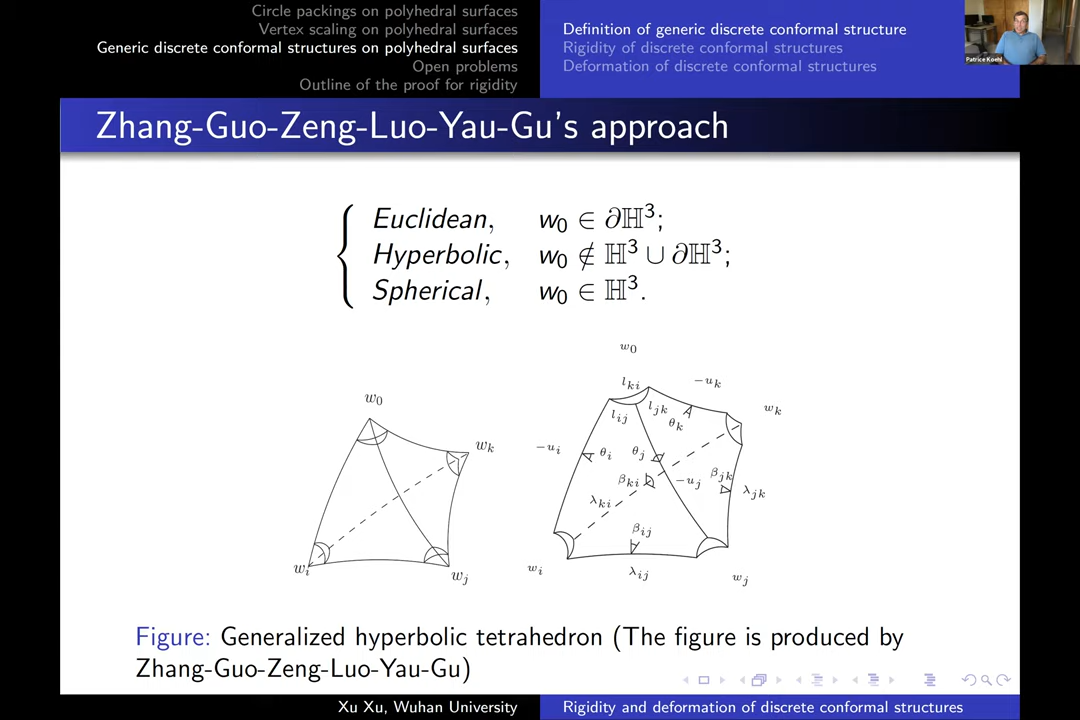 Circle packings on polyhedral surfaces
Vertex scaling on polyhedral surfaces
Generic discrete conformal structures on polyhedral surfaces
Open problems
Outline of the proof for rigidity
Definition of generic discrete conformal structure
Rigidity of discrete conformal structures
Deformation of discrete conformal structures
Patrice Koehl
Zhang-Guo-Zeng-Luo-Yau-Gu's approach
Euclidean, w₀ ∈ ∂ℍ³;
Hyperbolic, w₀ ∉ ℍ³ ∪ ∂ℍ³;
Spherical, w₀ ∈ ℍ³.
w₀
wₖ
wᵢ
wⱼ
w₀
lₖᵢ
−uₖ
lᵢⱼ
lⱼₖ
θₖ
wₖ
−uᵢ
θᵢ
θⱼ
βₖᵢ
−uⱼ
βⱼₖ
λₖᵢ
λⱼₖ
βᵢⱼ
wᵢ
λᵢⱼ
wⱼ
Figure: Generalized hyperbolic tetrahedron (The figure is produced by
Zhang-Guo-Zeng-Luo-Yau-Gu)
Xu Xu, Wuhan University
Rigidity and deformation of discrete conformal structures